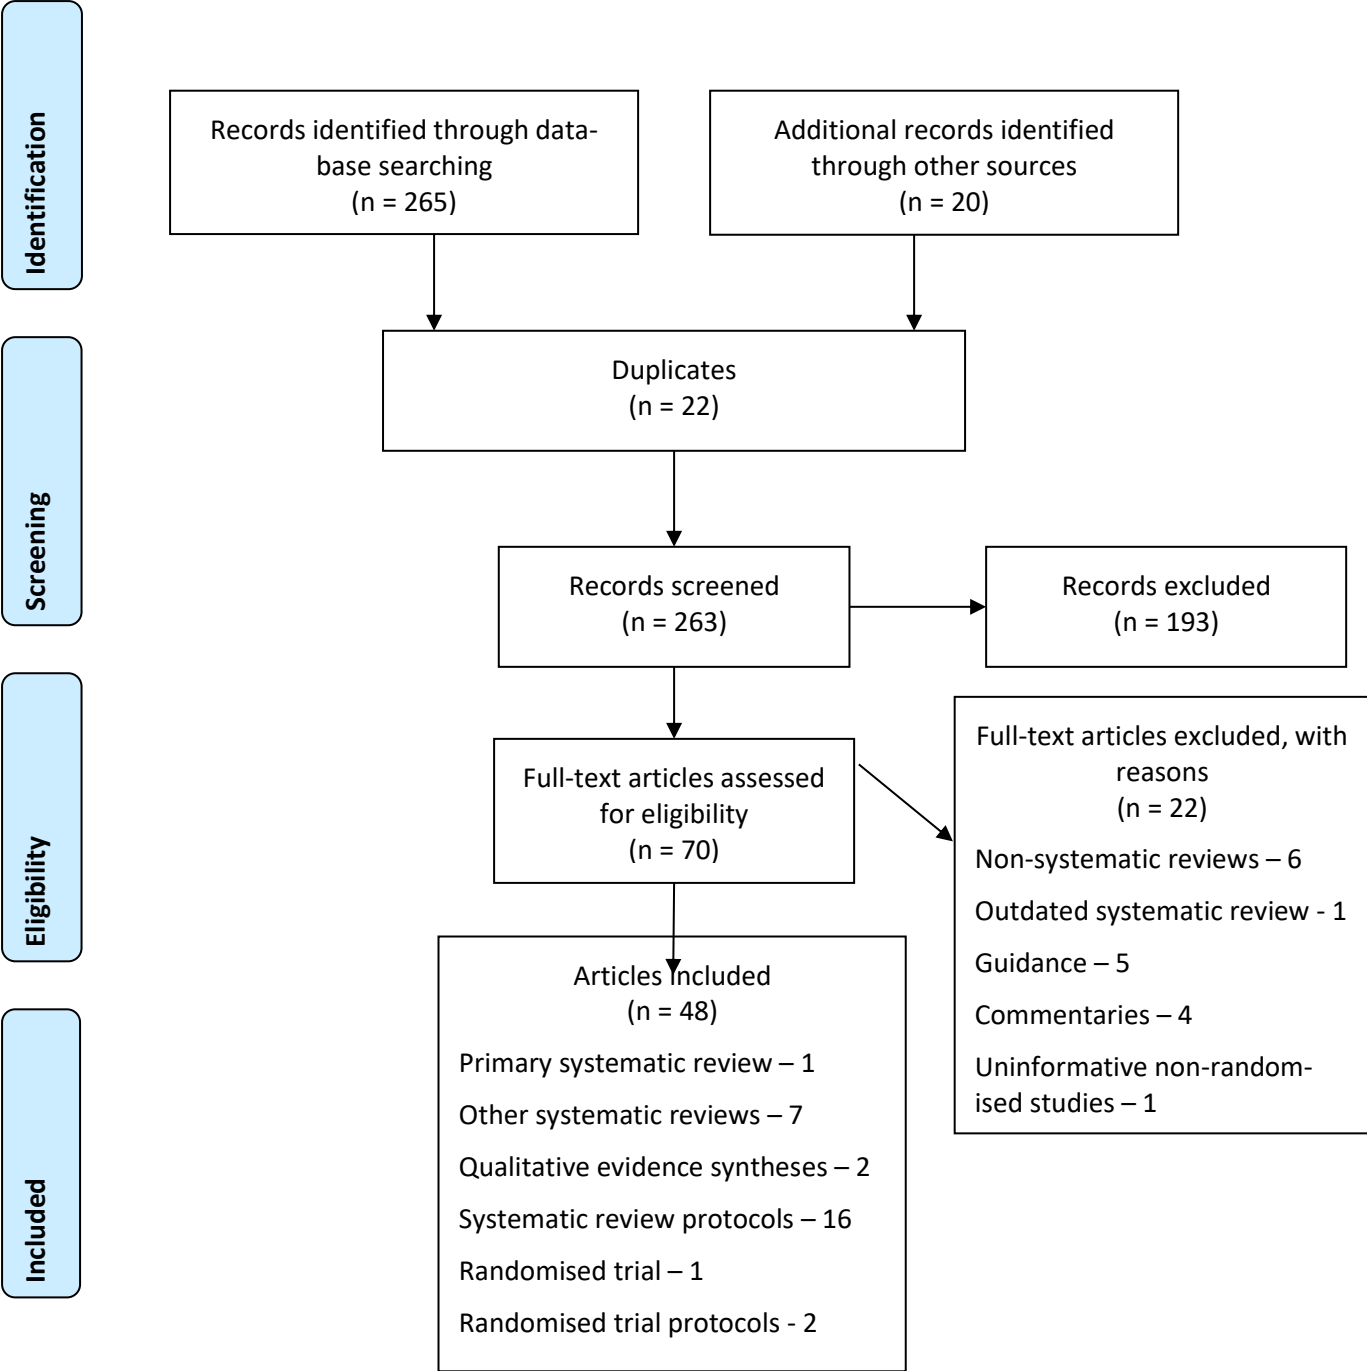 Identification
Records identified through data-
base searching
(n = 265)
Additional records identified
through other sources
(n = 20)
Screening
Duplicates
(n = 22)
Records screened
(n = 263)
Records excluded
(n = 193)
Eligibility
Full-text articles assessed
for eligibility
(n = 70)
Full-text articles excluded, with
reasons
(n = 22)
Non-systematic reviews – 6
Outdated systematic review - 1
Guidance – 5
Commentaries – 4
Uninformative non-random-
ised studies – 1
Included
Articles included
(n = 48)
Primary systematic review – 1
Other systematic reviews – 7
Qualitative evidence syntheses – 2
Systematic review protocols – 16
Randomised trial – 1
Randomised trial protocols - 2